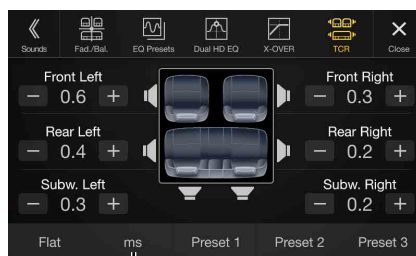 Sounds Fad./Bal. EQ Presets Dual HD EQ X-OVER TCR Close
Front Left Front Right
− 0.6 + − 0.3 +
Rear Left Rear Right
− 0.4 + − 0.2 +
Subw. Left Subw. Right
− 0.3 + − 0.2 +
Flat ms Preset 1 Preset 2 Preset 3